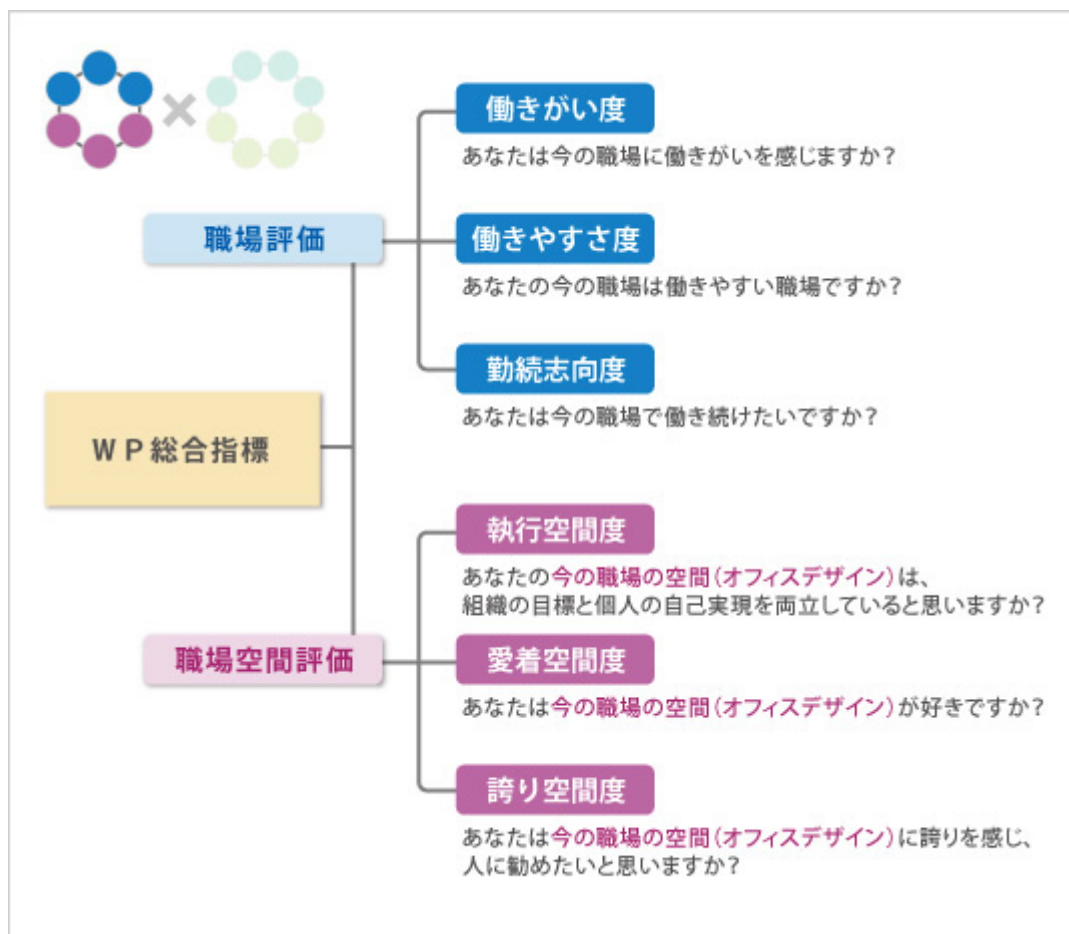 働きがい度
あなたは今の職場に働きがいを感じますか？
職場評価
働きやすさ度
あなたの今の職場は働きやすい職場ですか？
勤続志向度
あなたは今の職場で働き続けたいですか？
ＷＰ総合指標
執行空間度
あなたの今の職場の空間（オフィスデザイン）は、
組織の目標と個人の自己実現を両立していると思いますか？
職場空間評価
愛着空間度
あなたは今の職場の空間（オフィスデザイン）が好きですか？
誇り空間度
あなたは今の職場の空間（オフィスデザイン）に誇りを感じ、
人に勧めたいと思いますか？